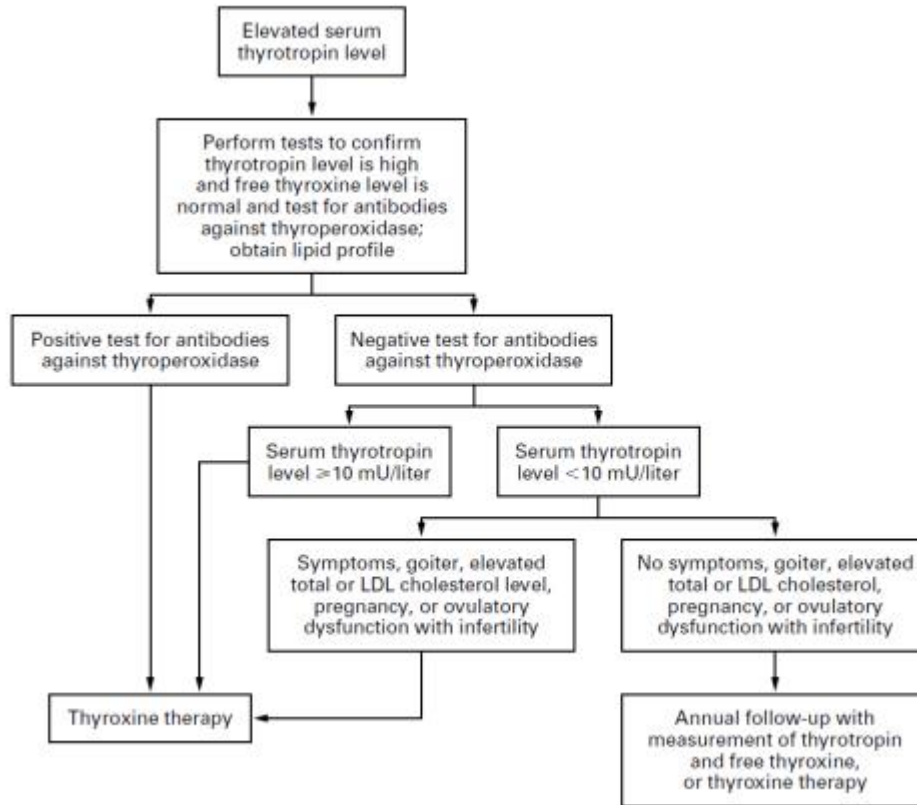 Elevated serum
thyrotropin level
Perform tests to confirm
thyrotropin level is high
and free thyroxine level is
normal and test for antibodies
against thyroperoxidase;
obtain lipid profile
Positive test for antibodies
against thyroperoxidase
Negative test for antibodies
against thyroperoxidase
Serum thyrotropin
level ≥10 mU/liter
Serum thyrotropin
level <10 mU/liter
Symptoms, goiter, elevated
total or LDL cholesterol level,
pregnancy, or ovulatory
dysfunction with infertility
No symptoms, goiter, elevated
total or LDL cholesterol,
pregnancy, or ovulatory
dysfunction with infertility
Thyroxine therapy
Annual follow-up with
measurement of thyrotropin
and free thyroxine,
or thyroxine therapy